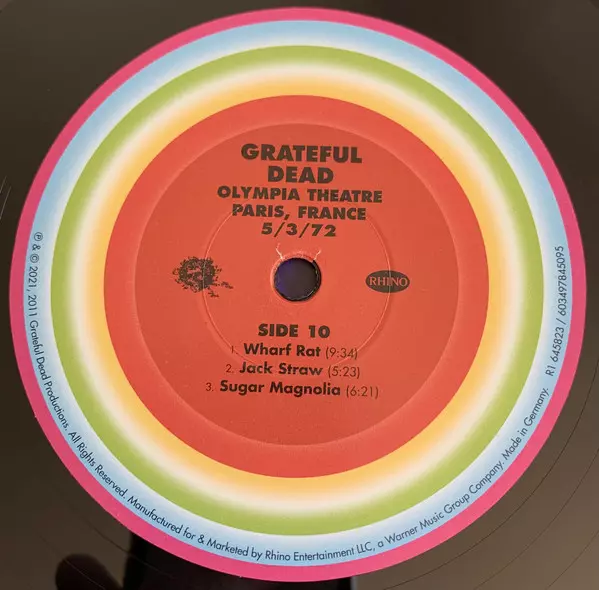 GRATEFUL
DEAD
OLYMPIA THEATRE
PARIS, FRANCE
5/3/72
RHINO
SIDE 10
1. Wharf Rat (9:34)
2. Jack Straw (5:23)
3. Sugar Magnolia (6:21)
℗ & © 2021, 2011 Grateful Dead Productions. All Rights Reserved. Manufactured for & Marketed by Rhino Entertainment LLC, a Warner Music Group Company. Made in Germany. R1 645823 / 603497845095